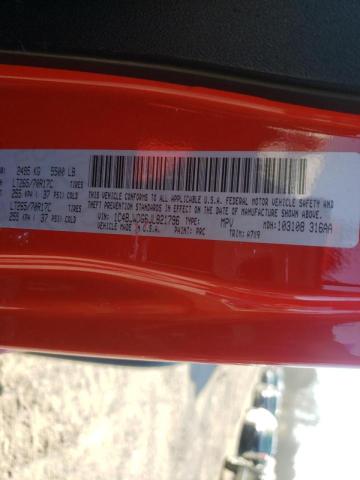 2495 KG 5500 LB
LT265/70R17C TIRES
255 KPA/ 37 PSI/ COLD
LT265/70R17C TIRES
255 KPA/ 37 PSI/ COLD
THIS VEHICLE CONFORMS TO ALL APPLICABLE
U.S.A. FEDERAL MOTOR VEHICLE SAFETY AND
THEFT PREVENTION STANDARDS IN EFFECT ON THE DATE OF MANUFACTURE SHOWN ABOVE.
VIN: TYPE: MPV MDH: 103108 316AA
VEHICLE MADE IN U.S.A. PAINT: PRC TRIM: A7X9